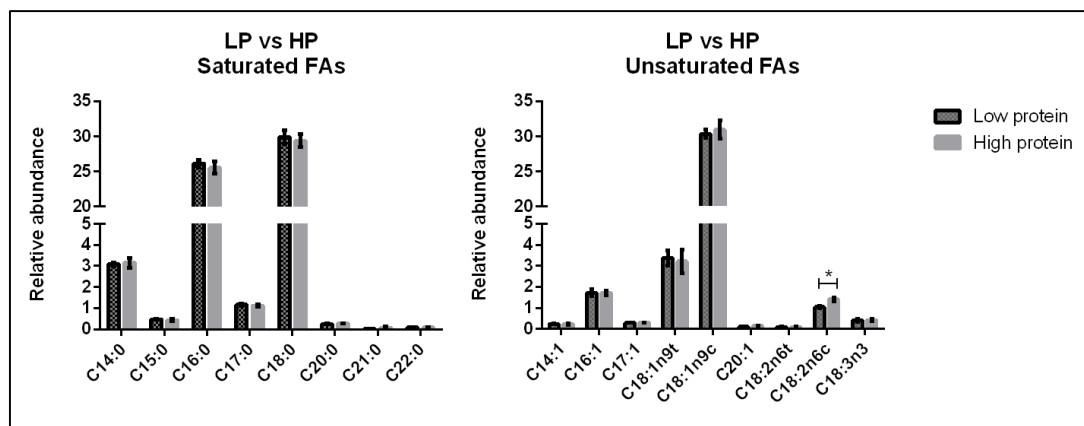 LP vs HP
Saturated FAs
Relative abundance
35
30
25
20
5
4
3
2
1
0
C14:0
C15:0
C16:0
C17:0
C18:0
C20:0
C21:0
C22:0
LP vs HP
Unsaturated FAs
Relative abundance
35
30
25
20
5
4
3
2
1
0
*
C14:1
C16:1
C17:1
C18:1n9t
C18:1n9c
C20:1
C18:2n6t
C18:2n6c
C18:3n3
Low protein
High protein